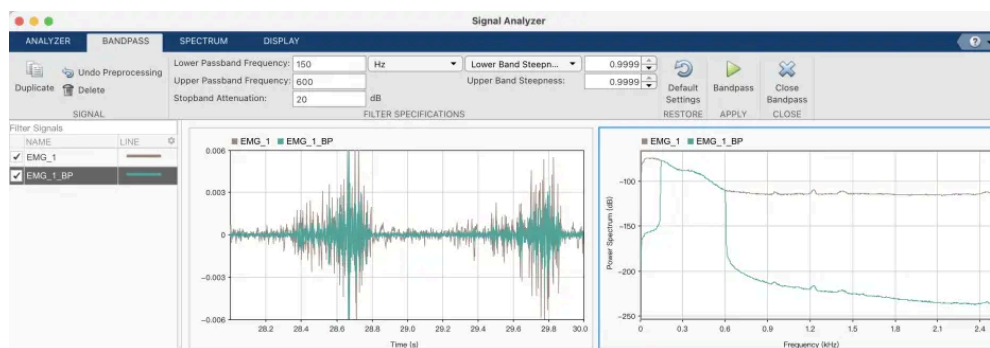 Signal Analyzer
ANALYZER BANDPASS SPECTRUM DISPLAY ?
Duplicate
Undo Preprocessing
Delete
SIGNAL
Lower Passband Frequency: 150 Hz Lower Band Steepn... 0.9999
Upper Passband Frequency: 600 Upper Band Steepness: 0.9999
Stopband Attenuation: 20 dB
FILTER SPECIFICATIONS
Default Settings
RESTORE
Bandpass
APPLY
Close Bandpass
CLOSE
Filter Signals
NAME LINE
EMG_1
EMG_1_BP
EMG_1 EMG_1_BP
0.006
0.003
0
-0.003
-0.006
28.2 28.4 28.6 28.8 29.0 29.2 29.4 29.6 29.8 30.0
Time (s)
EMG_1 EMG_1_BP
Power Spectrum (dB)
-100
-150
-200
-250
0 0.3 0.6 0.9 1.2 1.5 1.8 2.1 2.4
Frequency (kHz)